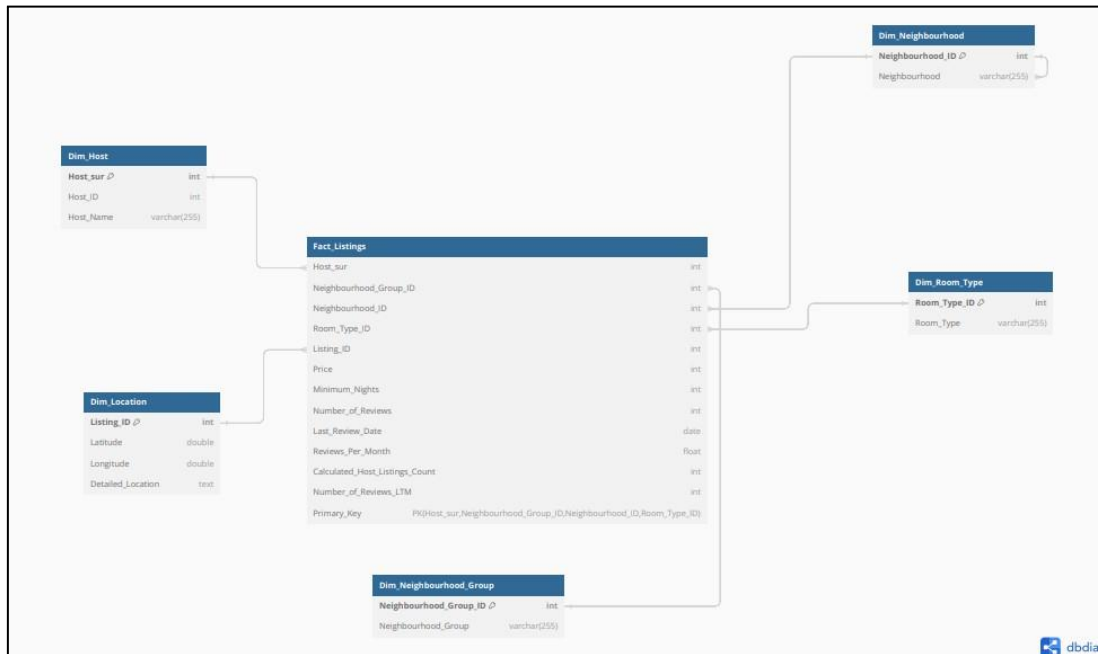 Dim_Neighbourhood
Neighbourhood_ID int
Neighbourhood varchar(255)
Dim_Host
Host_sur int
Host_ID int
Host_Name varchar(255)
Fact_Listings
Host_sur int
Neighbourhood_Group_ID int
Neighbourhood_ID int
Room_Type_ID int
Listing_ID int
Price int
Minimum_Nights int
Number_of_Reviews int
Last_Review_Date date
Reviews_Per_Month float
Calculated_Host_Listings_Count int
Number_of_Reviews_LTM int
Primary_Key PK(Host_sur,Neighbourhood_Group_ID,Neighbourhood_ID,Room_Type_ID)
Dim_Room_Type
Room_Type_ID int
Room_Type varchar(255)
Dim_Location
Listing_ID int
Latitude double
Longitude double
Detailed_Location text
Dim_Neighbourhood_Group
Neighbourhood_Group_ID int
Neighbourhood_Group varchar(255)
dbdia